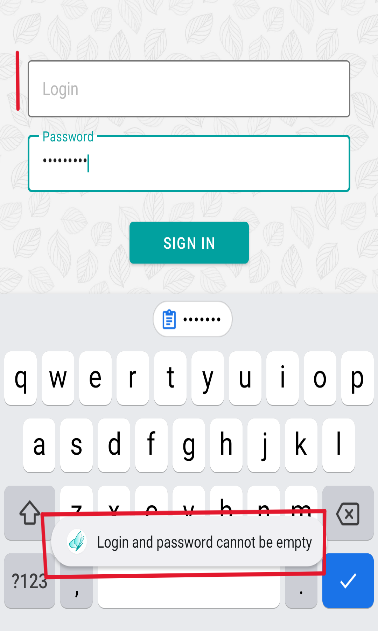 Login
Password
•••••••••
SIGN IN
•••••••
q w e r t y u i o p
a s d f g h j k l
z x c v b n m
Login and password cannot be empty
?123 , .